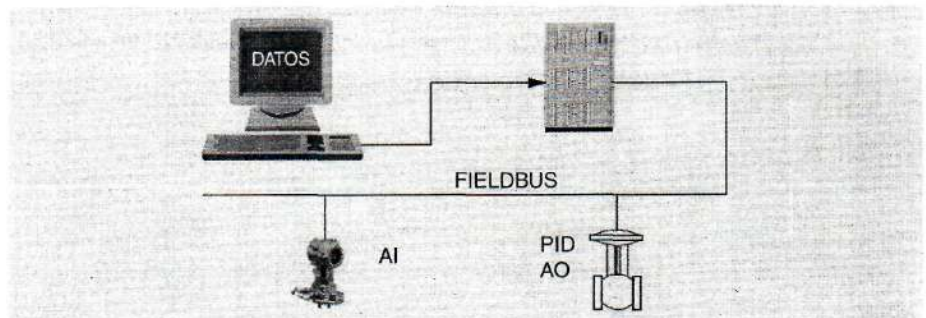 DATOS
FIELDBUS
AI
PID
AO